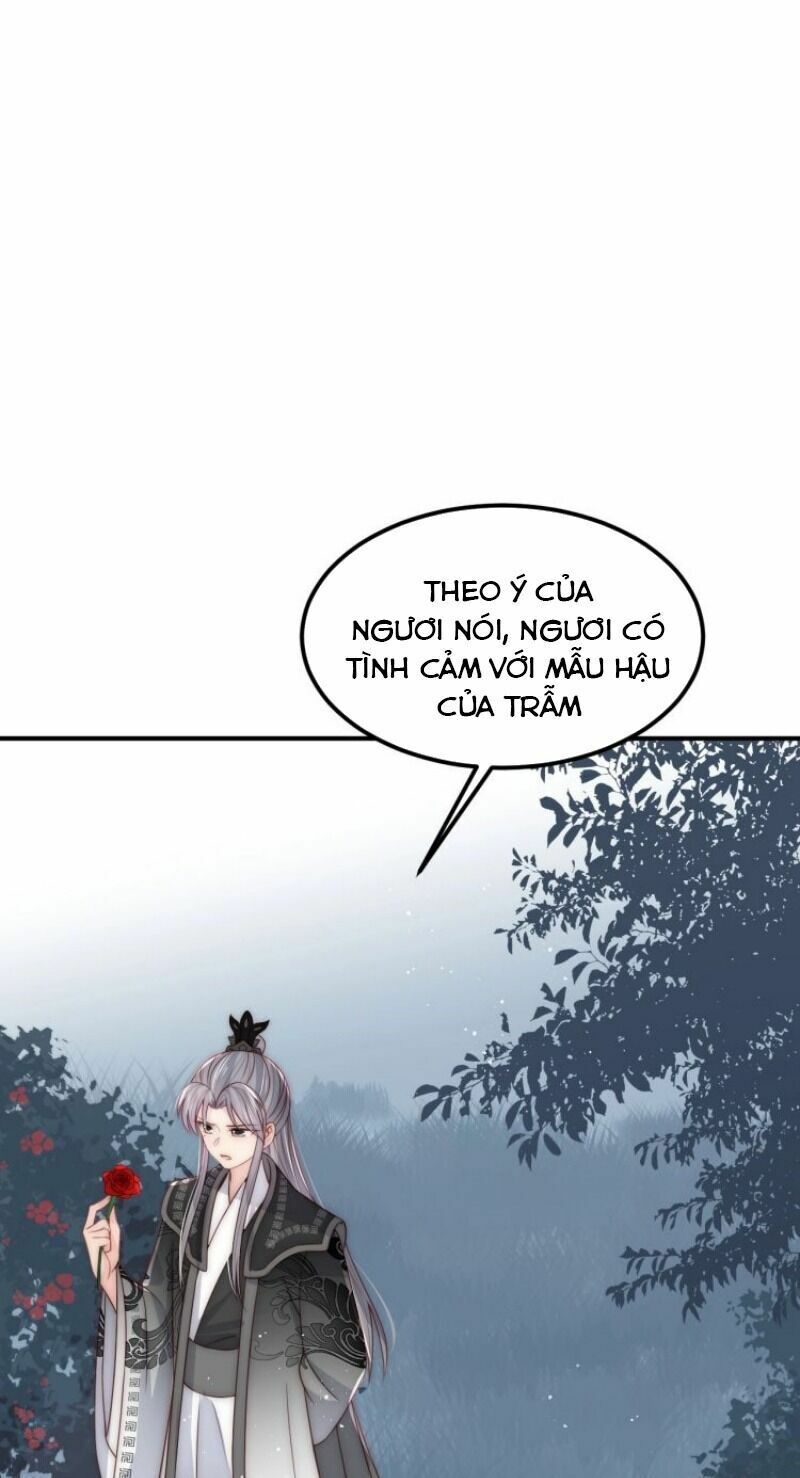 THEO Ý CỦA
NGƯƠI NÓI, NGƯƠI CÓ
TÌNH CẢM VỚI MẪU HẬU
CỦA TRẪM